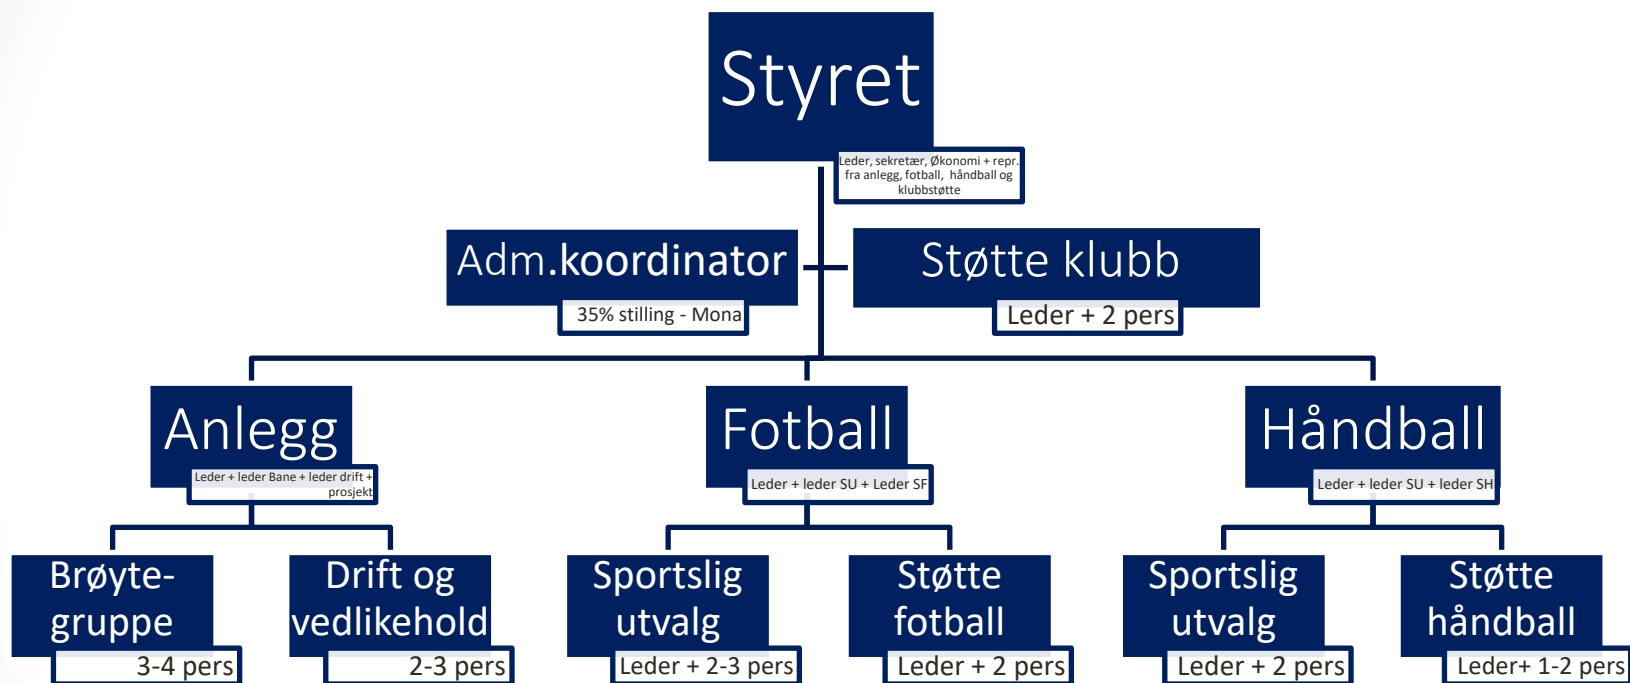 Styret
Leder, sekretær, Økonomi + repr.
fra anlegg, fotball, håndball og
klubbstøtte
Adm.koordinator
35% stilling - Mona
Støtte klubb
Leder + 2 pers
Anlegg
Leder + leder Bane + leder drift +
prosjekt
Fotball
Leder + leder SU + Leder SF
Håndball
Leder + leder SU + leder SH
Brøyte-
gruppe
3-4 pers
Drift og
vedlikehold
2-3 pers
Sportslig
utvalg
Leder + 2-3 pers
Støtte
fotball
Leder + 2 pers
Sportslig
utvalg
Leder + 2 pers
Støtte
håndball
Leder+ 1-2 pers